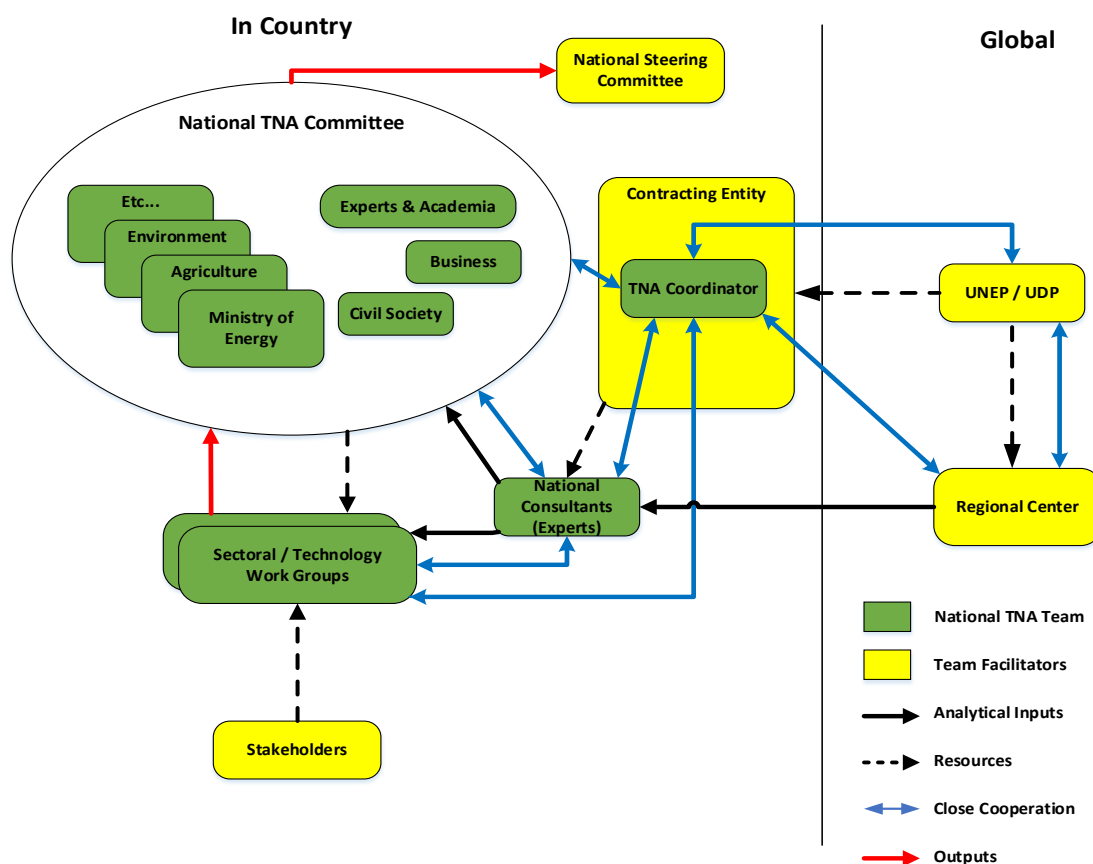 In Country
Global
National Steering
Committee
National TNA Committee
Etc...
Environment
Agriculture
Ministry of
Energy
Experts & Academia
Business
Civil Society
Contracting Entity
TNA Coordinator
UNEP / UDP
National
Consultants
(Experts)
Regional Center
Sectoral / Technology
Work Groups
Stakeholders
National TNA Team
Team Facilitators
Analytical Inputs
Resources
Close Cooperation
Outputs